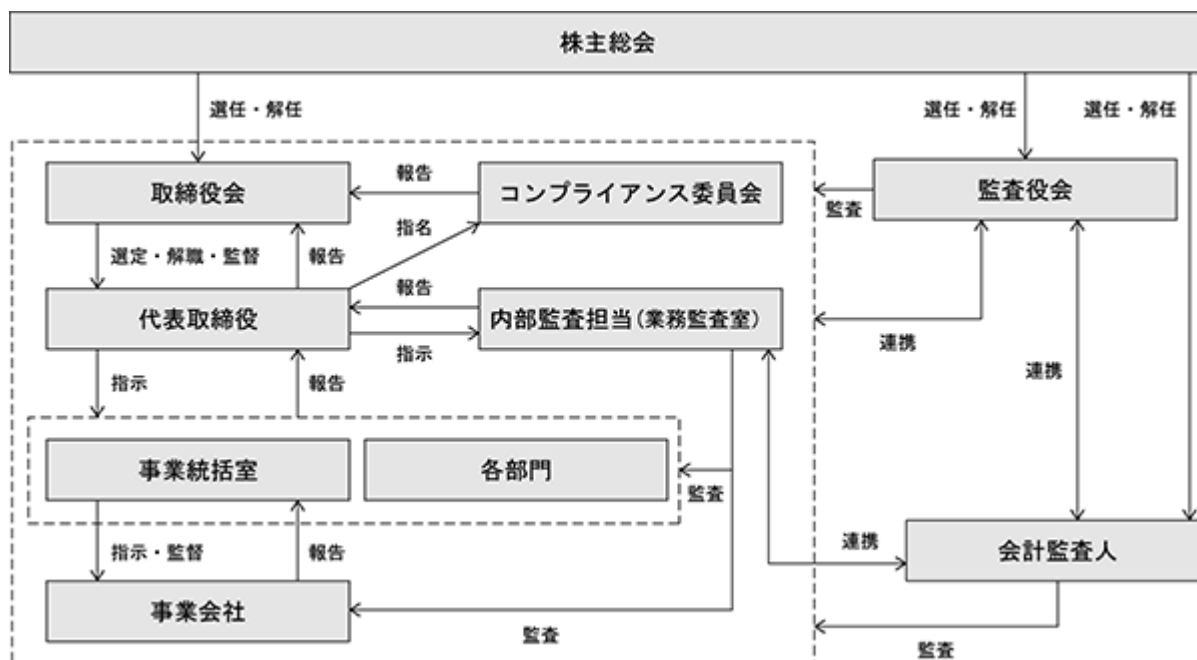 株主総会
選任・解任
選任・解任
選任・解任
取締役会
報告
コンプライアンス委員会
監査
監査役会
指名
選定・解職・監督
報告
報告
代表取締役
内部監査担当(業務監査室)
指示
連携
連携
指示
報告
事業統括室
各部門
監査
指示・監督
報告
連携
会計監査人
事業会社
監査
監査